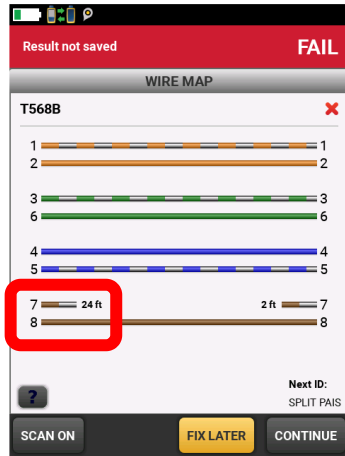 Result not saved FAIL
WIRE MAP
T568B
1 1
2 2
3 3
6 6
4 4
5 5
7 24 ft 2 ft 7
8 8
?
Next ID:
SPLIT PAIS
SCAN ON FIX LATER CONTINUE